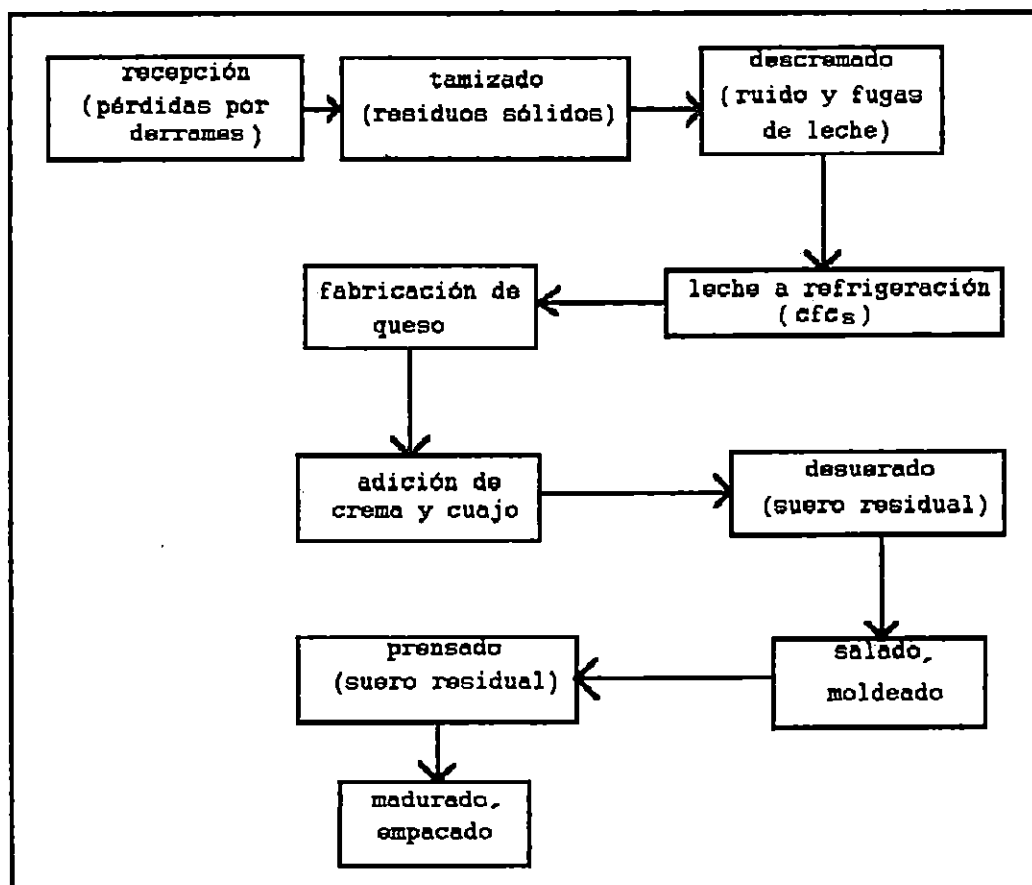 recepción
(pérdidas por
derrames)
tamizado
(residuos sólidos)
descremado
(ruido y fugas
de leche)
leche a refrigeración
(cfcs)
fabricación de
queso
adición de
crema y cuajo
desuerado
(suero residual)
salado,
moldeado
prensado
(suero residual)
madurado,
empacado